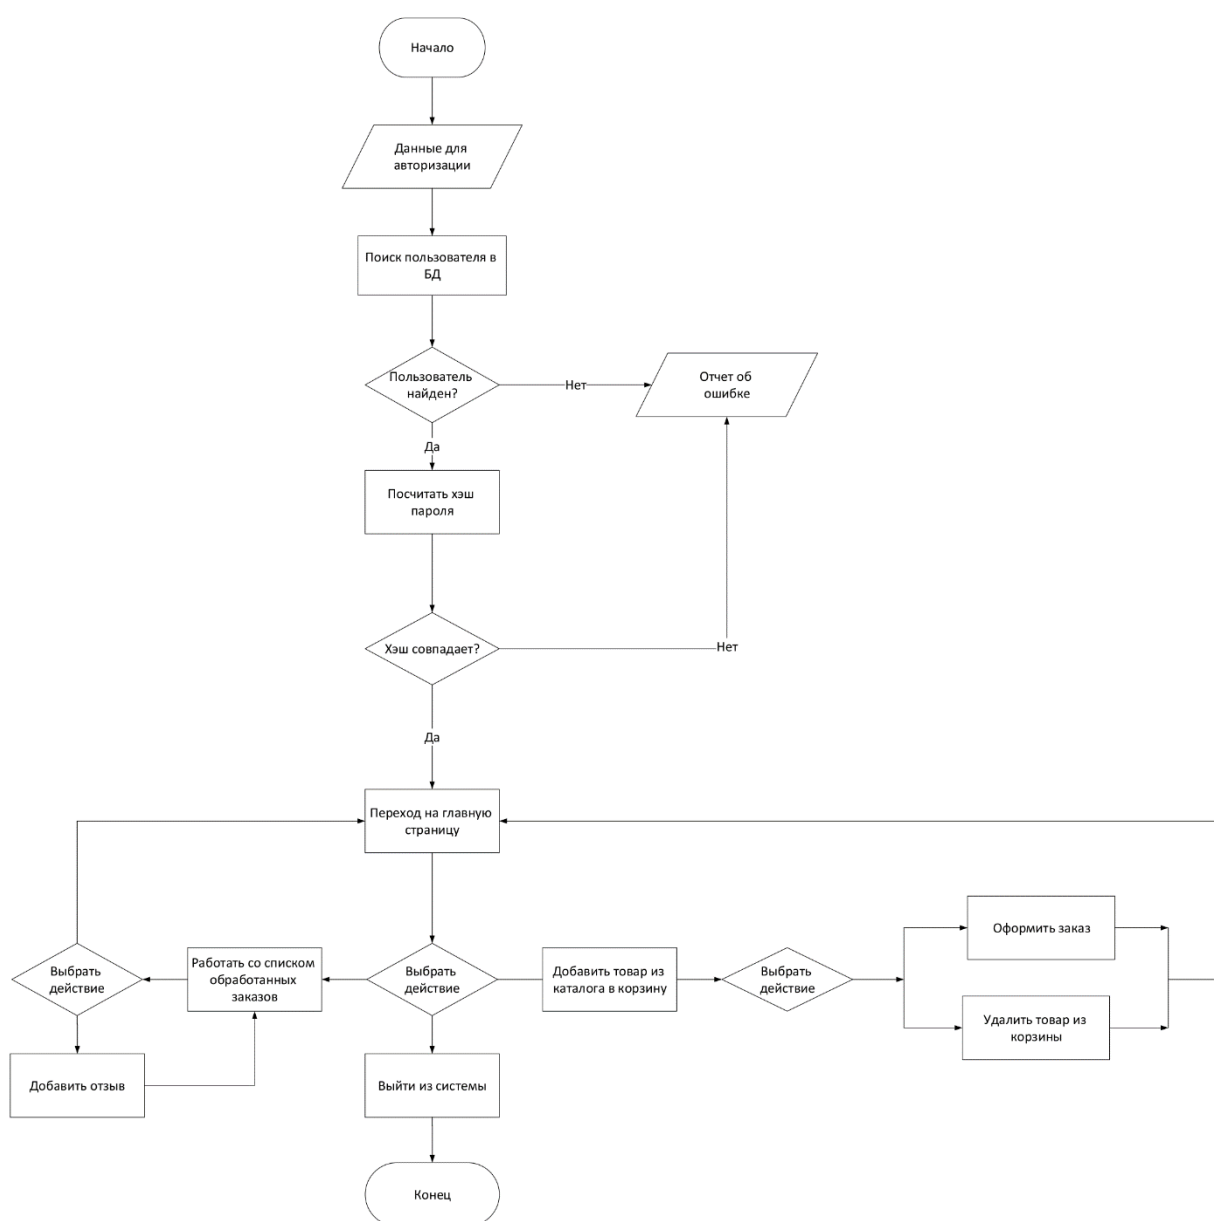 Начало
Данные для
авторизации
Поиск пользователя в
БД
Пользователь
найден?
Нет
Отчет об
ошибке
Да
Посчитать хэш
пароля
Хэш совпадает?
Нет
Да
Переход на главную
страницу
Выбрать
действие
Работать со списком
обработанных
заказов
Выбрать
действие
Добавить товар из
каталога в корзину
Выбрать
действие
Оформить заказ
Удалить товар из
корзины
Добавить отзыв
Выйти из системы
Конец